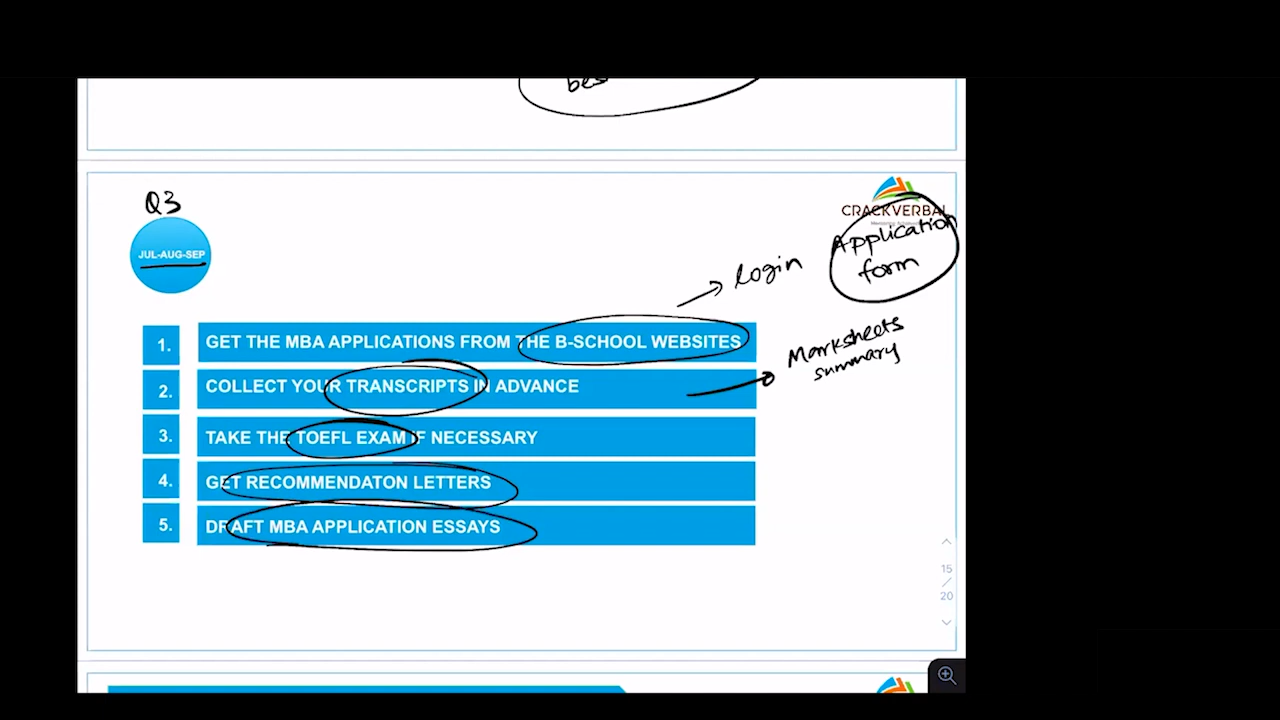 bes
Q3
CRACKVERBAL
Application
form
JUL-AUG-SEP
login
1. GET THE MBA APPLICATIONS FROM THE B-SCHOOL WEBSITES
Marksheets
summary
2. COLLECT YOUR TRANSCRIPTS IN ADVANCE
3. TAKE THE TOEFL EXAM IF NECESSARY
4. GET RECOMMENDATON LETTERS
5. DRAFT MBA APPLICATION ESSAYS
15
/
20